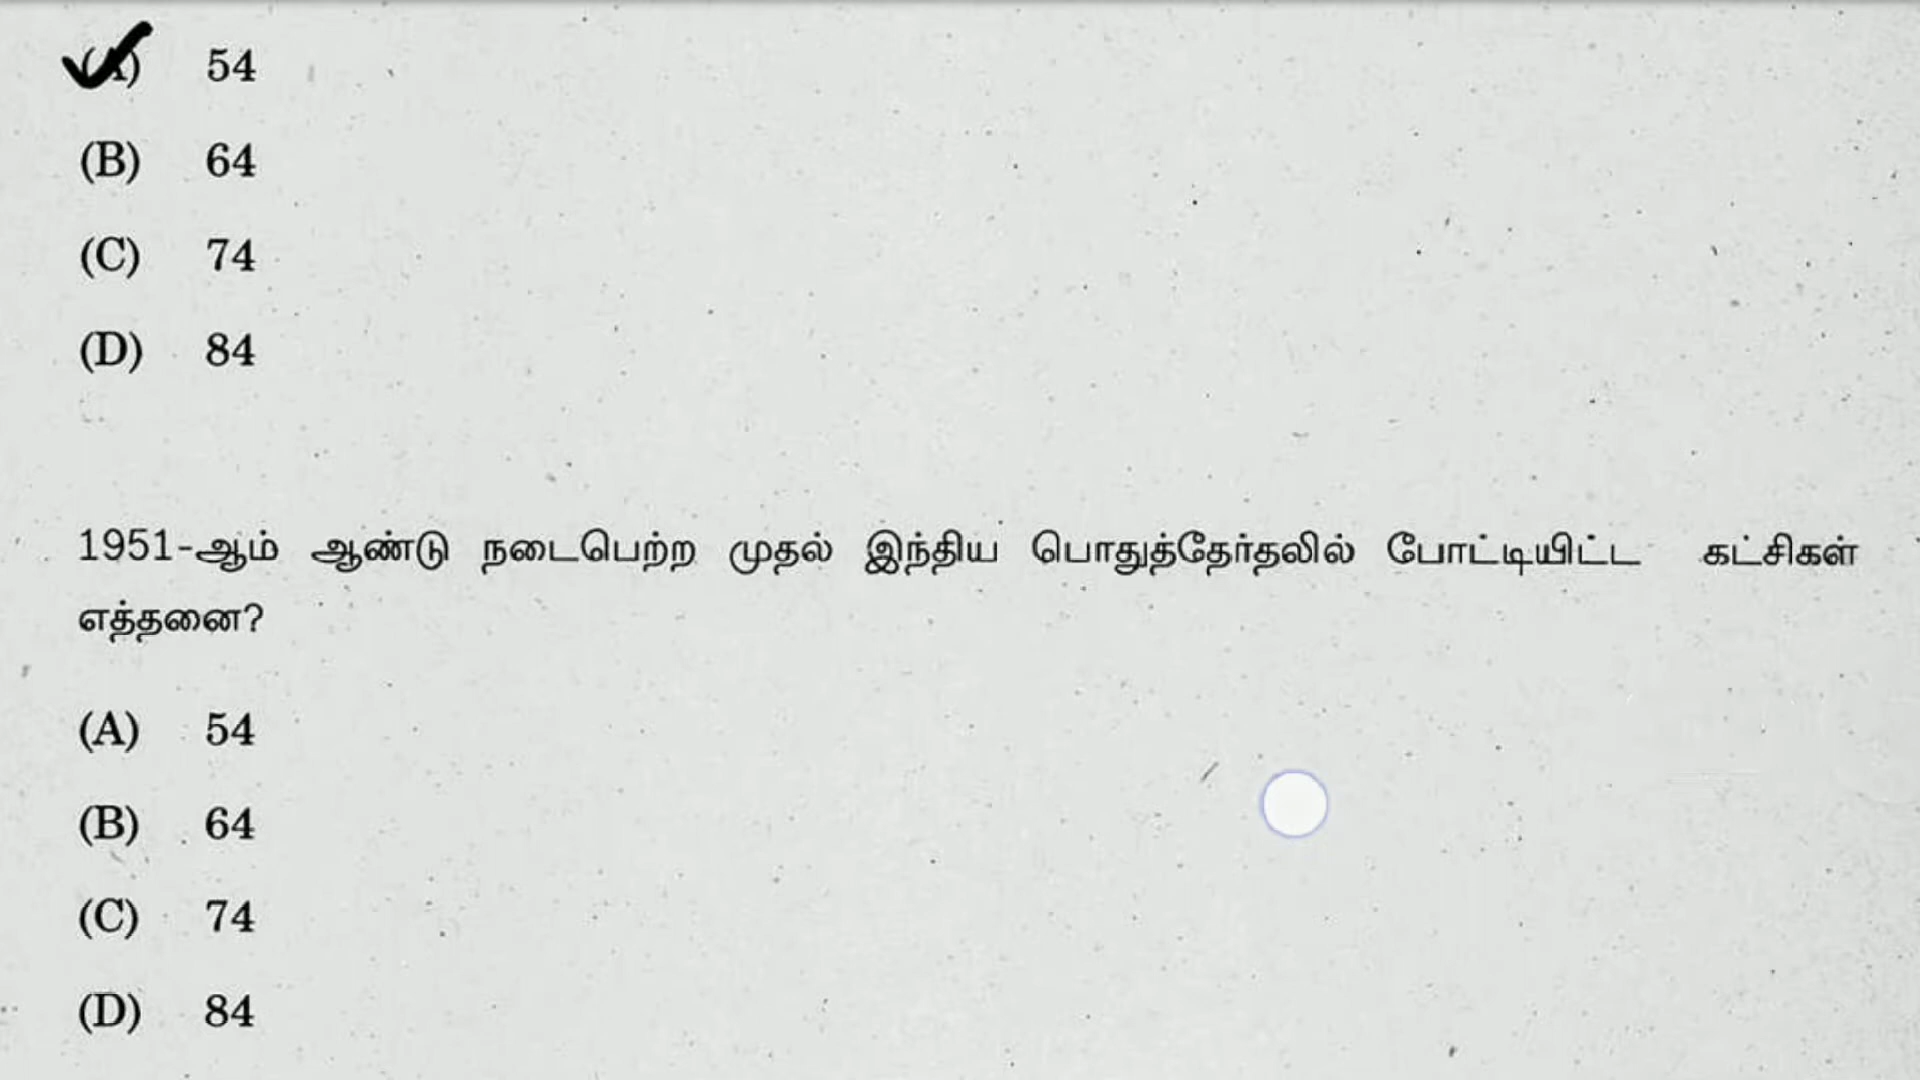 (A) 54
(B) 64
(C) 74
(D) 84
1951-ஆம் ஆண்டு நடைபெற்ற முதல் இந்திய பொதுத்தேர்தலில் போட்டியிட்ட கட்சிகள்
எத்தனை?
(A) 54
(B) 64
(C) 74
(D) 84